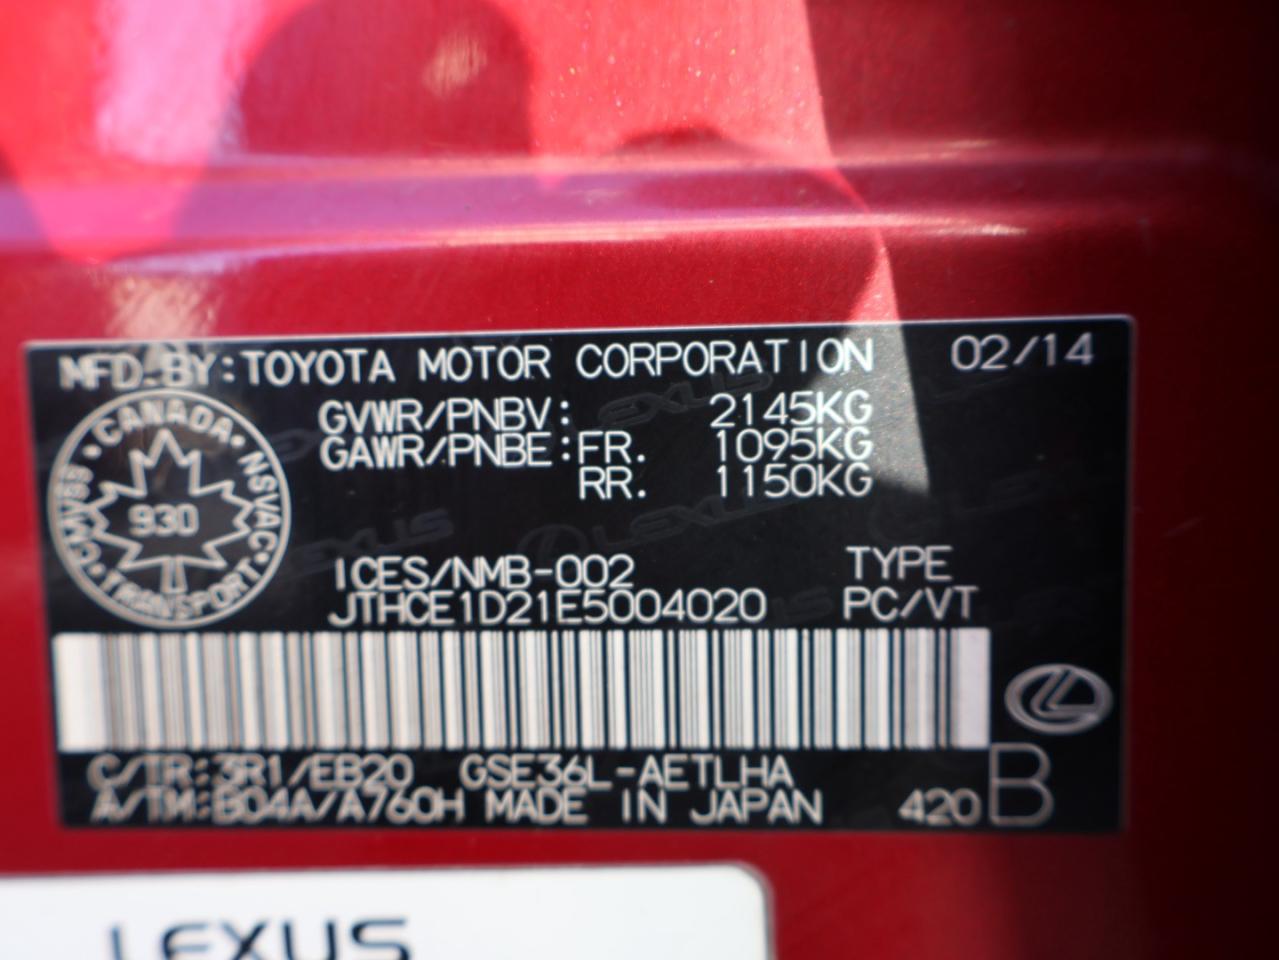 MFD. BY: TOYOTA MOTOR CORPORATION 02/14
GVWR/PNBV: 2145KG
GAWR/PNBE: FR. 1095KG
RR. 1150KG
CANADA · NSVAC · TRANSPORT · CMVSS ·
930
ICES/NMB-002 TYPE
JTHCE1D21E5004020 PC/VT
C/TR: 3R1/EB20 GSE36L-AETLHA
A/TM: B04A/A760H MADE IN JAPAN 420 B
LEXUS